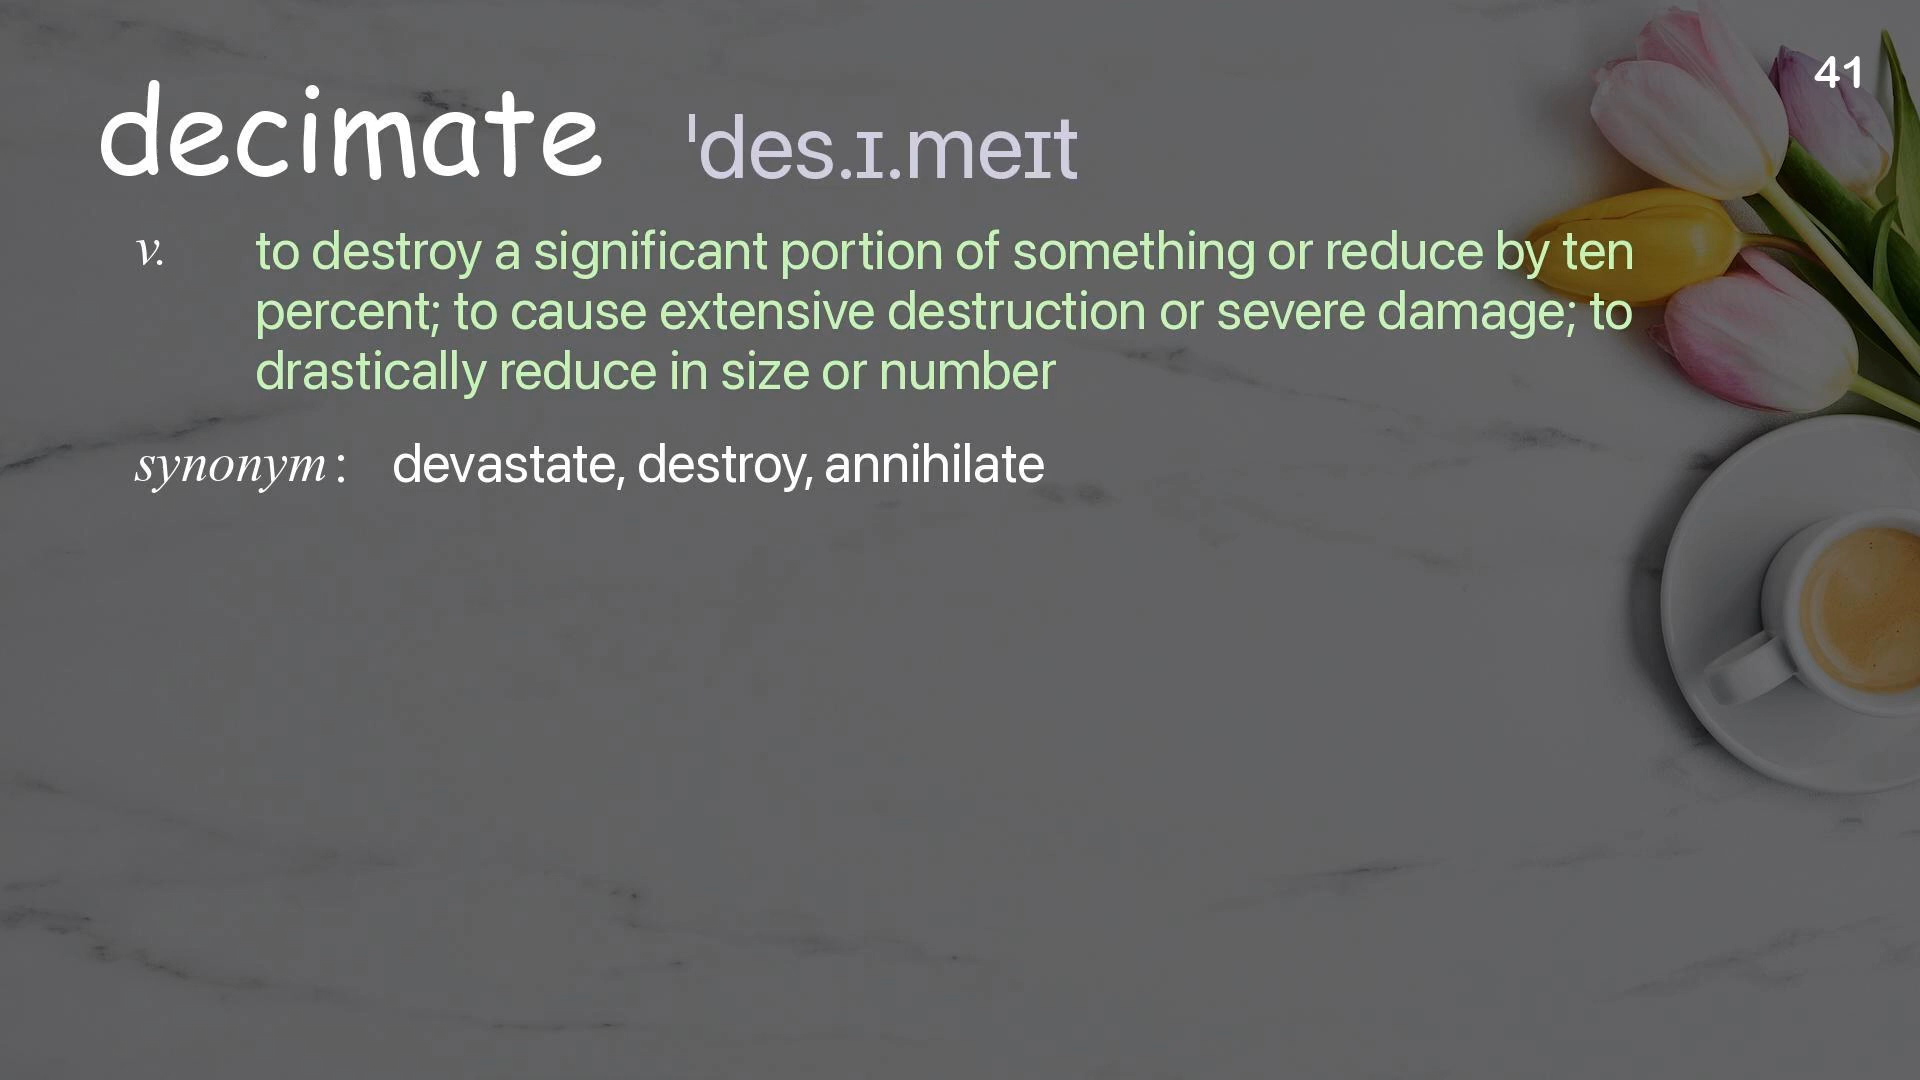 41
decimate ˈdes.ɪ.meɪt
v. to destroy a significant portion of something or reduce by ten
percent; to cause extensive destruction or severe damage; to
drastically reduce in size or number
synonym : devastate, destroy, annihilate